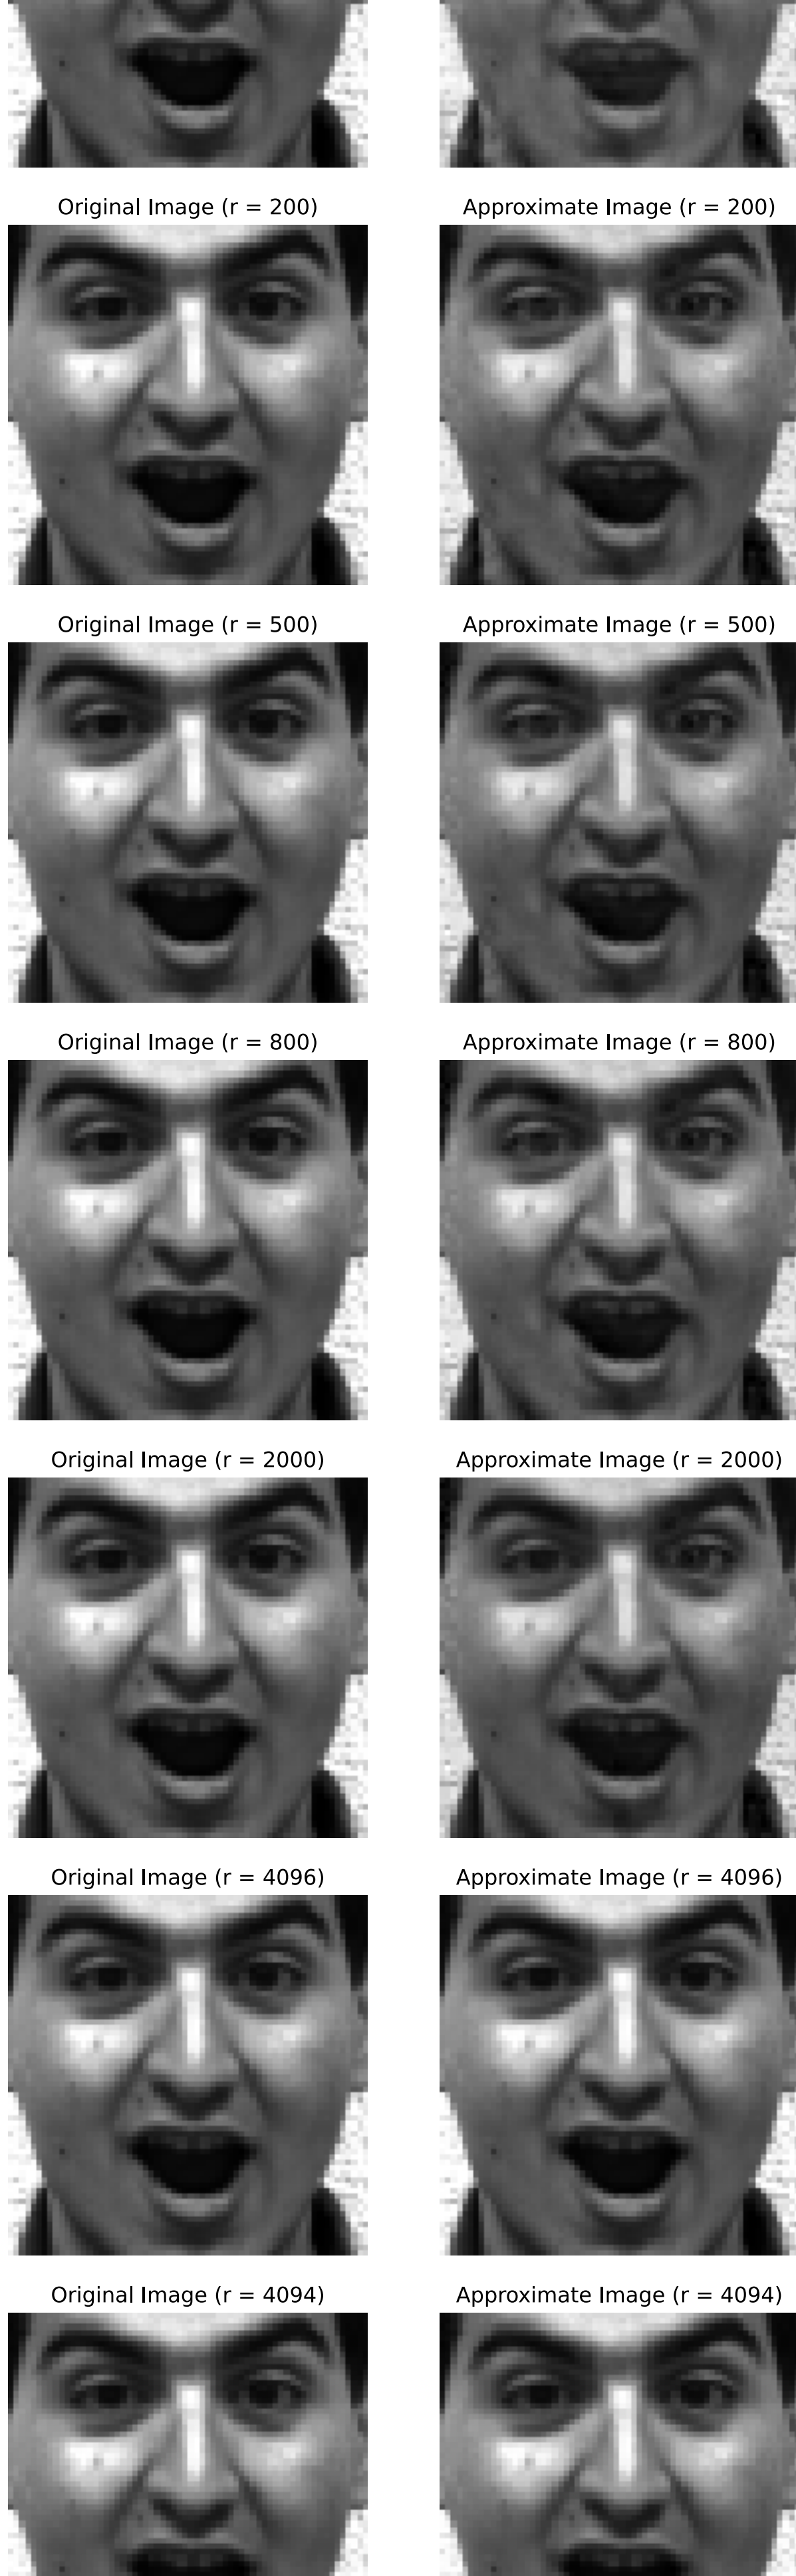 Original Image (r = 200)
Approximate Image (r = 200)
Original Image (r = 500)
Approximate Image (r = 500)
Original Image (r = 800)
Approximate Image (r = 800)
Original Image (r = 2000)
Approximate Image (r = 2000)
Original Image (r = 4096)
Approximate Image (r = 4096)
Original Image (r = 4094)
Approximate Image (r = 4094)